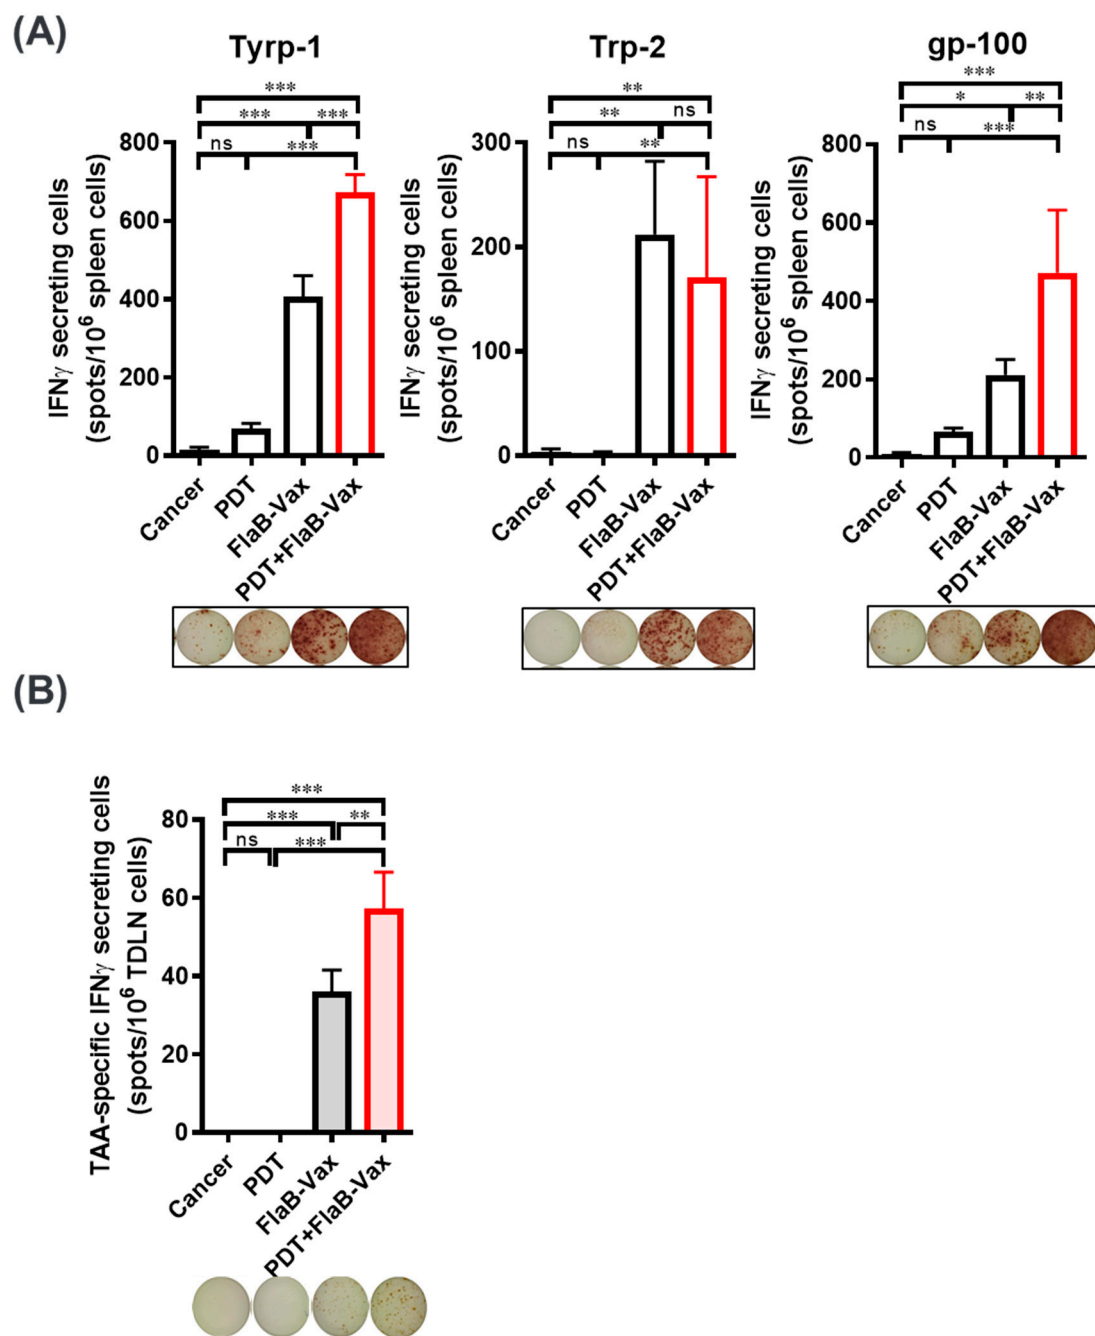 (A)
Tyrp-1
***
*** ***
ns ***
IFNγ secreting cells
(spots/10⁶ spleen cells)
800
600
400
200
0
Cancer
PDT
FlaB-Vax
PDT+FlaB-Vax
Trp-2
**
** ns
ns **
IFNγ secreting cells
(spots/10⁶ spleen cells)
300
200
100
0
Cancer
PDT
FlaB-Vax
PDT+FlaB-Vax
gp-100
***
* **
ns ***
IFNγ secreting cells
(spots/10⁶ spleen cells)
800
600
400
200
0
Cancer
PDT
FlaB-Vax
PDT+FlaB-Vax
(B)
***
*** **
ns ***
TAA-specific IFNγ secreting cells
(spots/10⁶ TDLN cells)
80
60
40
20
0
Cancer
PDT
FlaB-Vax
PDT+FlaB-Vax